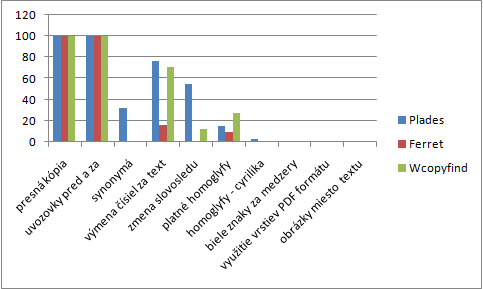 120
100
80
60
40
20
0
presná kópia
uvozovky pred a za
synonymá
výmena čísiel za text
zmena slovosledu
platné homoglyfy
homoglyfy - cyrilika
biele znaky za medzery
využitie vrstiev PDF formátu
obrázky miesto textu
Plades
Ferret
Wcopyfind